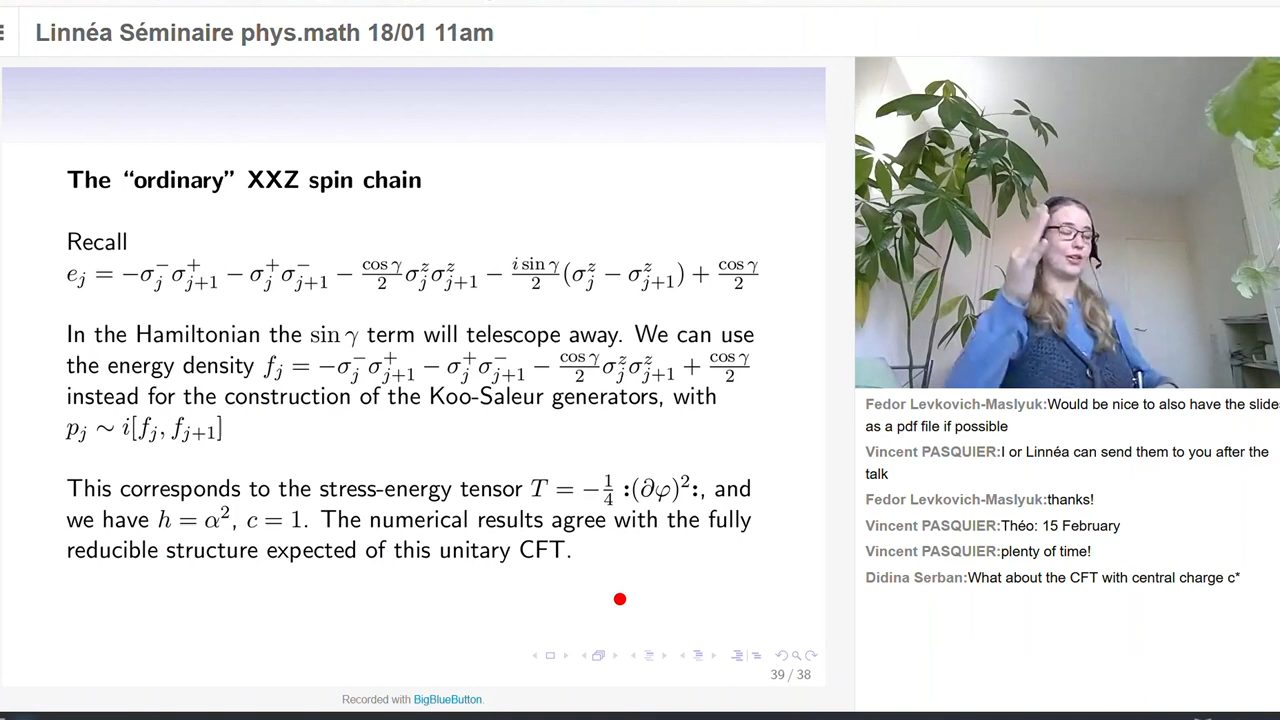 Linnéa Séminaire phys.math 18/01 11am
The “ordinary” XXZ spin chain
Recall
e_j = −σ_j^− σ_{j+1}^+ − σ_j^+ σ_{j+1}^− − \frac{cos γ}{2} σ_j^z σ_{j+1}^z − \frac{i sin γ}{2} (σ_j^z − σ_{j+1}^z) + \frac{cos γ}{2}
In the Hamiltonian the sin γ term will telescope away. We can use
the energy density f_j = −σ_j^− σ_{j+1}^+ − σ_j^+ σ_{j+1}^− − \frac{cos γ}{2} σ_j^z σ_{j+1}^z + \frac{cos γ}{2}
instead for the construction of the Koo-Saleur generators, with
p_j ∼ i[f_j, f_{j+1}]
This corresponds to the stress-energy tensor T = −\frac{1}{4} :(∂φ)^2:, and
we have h = α^2, c = 1. The numerical results agree with the fully
reducible structure expected of this unitary CFT.
39 / 38
Recorded with BigBlueButton.
Fedor Levkovich-Maslyuk:Would be nice to also have the slide
as a pdf file if possible
Vincent PASQUIER:I or Linnéa can send them to you after the
talk
Fedor Levkovich-Maslyuk:thanks!
Vincent PASQUIER:Théo: 15 February
Vincent PASQUIER:plenty of time!
Didina Serban:What about the CFT with central charge c*